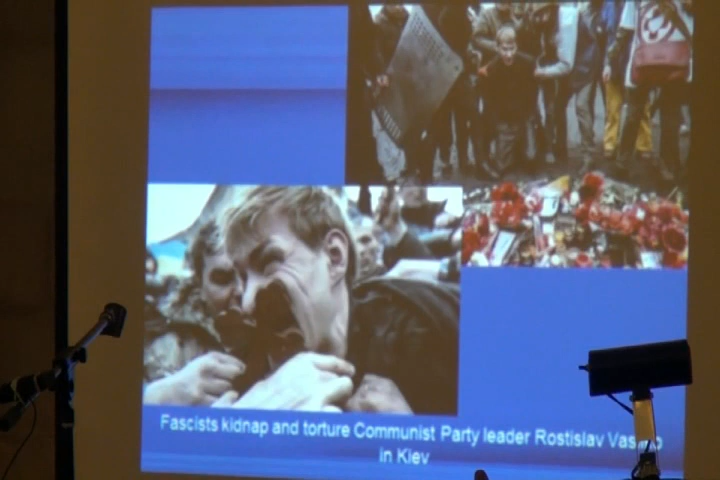 Fascists kidnap and torture Communist Party leader Rostislav
in Kiev